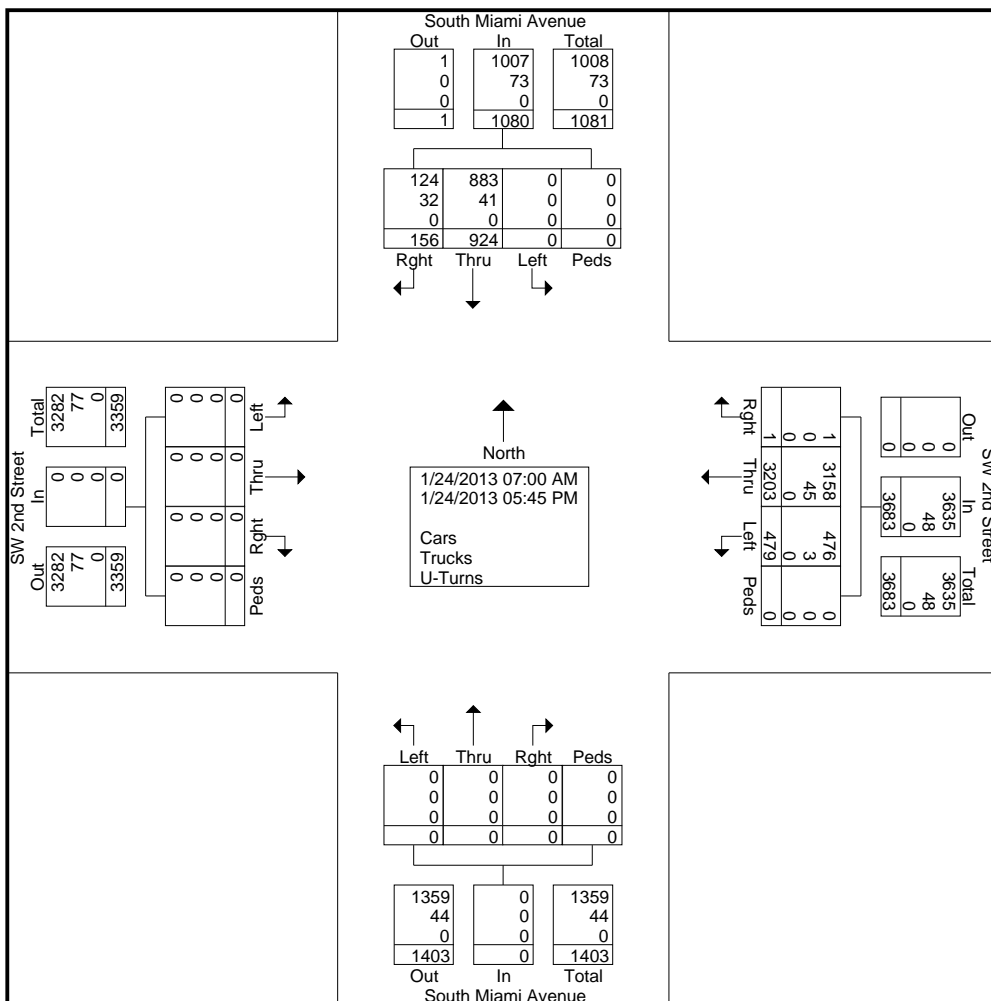 South Miami Avenue
Out In Total
1 1007 1008
0 73 73
0 0 0
1 1080 1081
124 883 0 0
32 41 0 0
0 0 0 0
156 924 0 0
Rght Thru Left Peds
SW 2nd Street
Total In Out
3282 0 3282
77 0 77
0 0 0
3359 0 3359
0 0 0 0
0 0 0 0
0 0 0 0
0 0 0 0
Left Thru Rght Peds
North
1/24/2013 07:00 AM
1/24/2013 05:45 PM
Cars
Trucks
U-Turns
Rght Thru Left Peds
1 3158 476 0
0 45 3 0
0 0 0 0
1 3203 479 0
SW 2nd Street
Out In Total
0 3635 3635
0 48 48
0 0 0
0 3683 3683
Left Thru Rght Peds
0 0 0 0
0 0 0 0
0 0 0 0
0 0 0 0
1359 0 1359
44 0 44
0 0 0
1403 0 1403
Out In Total
South Miami Avenue